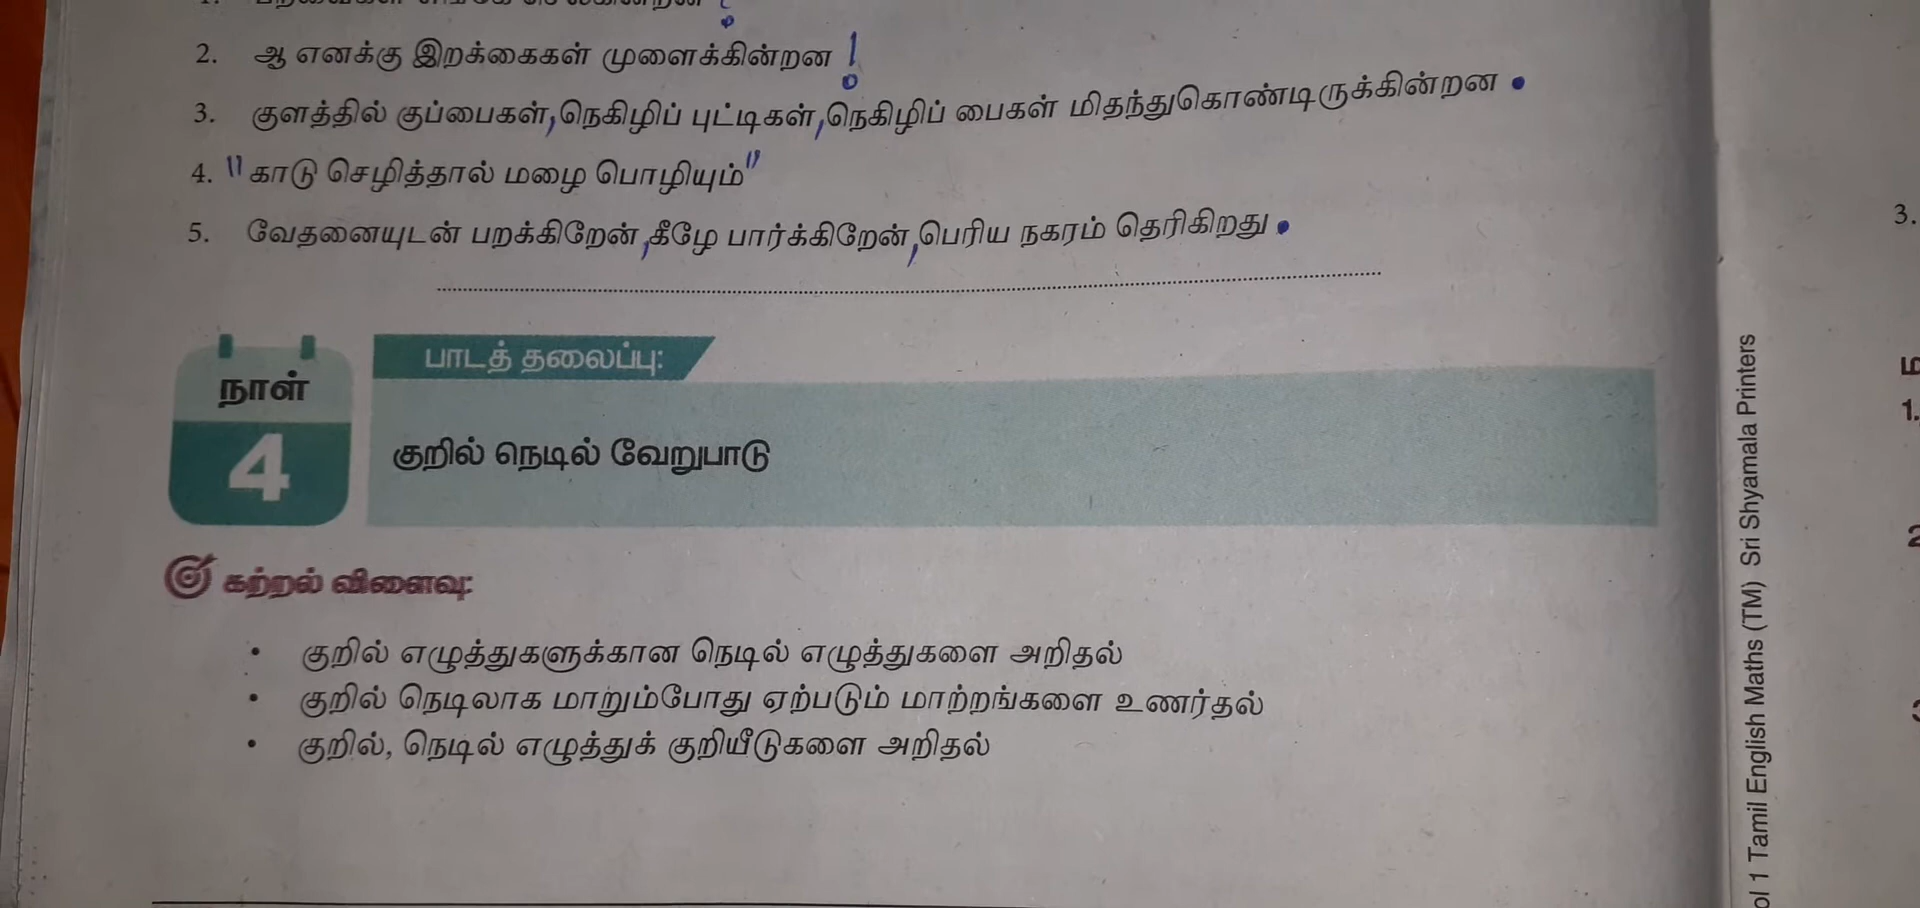 2. ஆ எனக்கு இறக்கைகள் முளைக்கின்றன !
3. குளத்தில் குப்பைகள், நெகிழிப் புட்டிகள், நெகிழிப் பைகள் மிதந்துகொண்டிருக்கின்றன .
4. "காடு செழித்தால் மழை பொழியும்"
5. வேதனையுடன் பறக்கிறேன், கீழே பார்க்கிறேன், பெரிய நகரம் தெரிகிறது .
பாடத் தலைப்பு:
நாள்
4
குறில் நெடில் வேறுபாடு
கற்றல் விளைவு:
• குறில் எழுத்துகளுக்கான நெடில் எழுத்துகளை அறிதல்
• குறில் நெடிலாக மாறும்போது ஏற்படும் மாற்றங்களை உணர்தல்
• குறில், நெடில் எழுத்துக் குறியீடுகளை அறிதல்
1 Tamil English Maths (TM) Sri Shyamala Printers
3.
1.
2